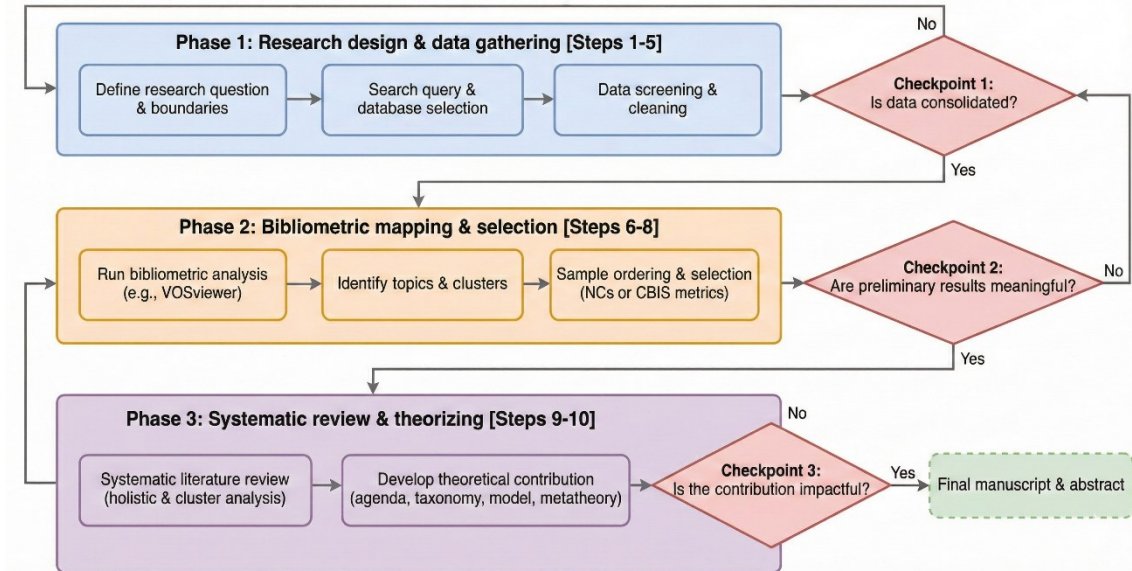 No
Phase 1: Research design & data gathering [Steps 1-5]
Define research question
& boundaries
Search query &
database selection
Data screening &
cleaning
Checkpoint 1:
Is data consolidated?
Yes
Phase 2: Bibliometric mapping & selection [Steps 6-8]
Run bibliometric analysis
(e.g., VOSviewer)
Identify topics & clusters
Sample ordering & selection
(NCs or CBIS metrics)
Checkpoint 2:
Are preliminary results meaningful?
No
Yes
Phase 3: Systematic review & theorizing [Steps 9-10]
No
Systematic literature review
(holistic & cluster analysis)
Develop theoretical contribution
(agenda, taxonomy, model, metatheory)
Checkpoint 3:
Is the contribution impactful?
Yes
Final manuscript & abstract